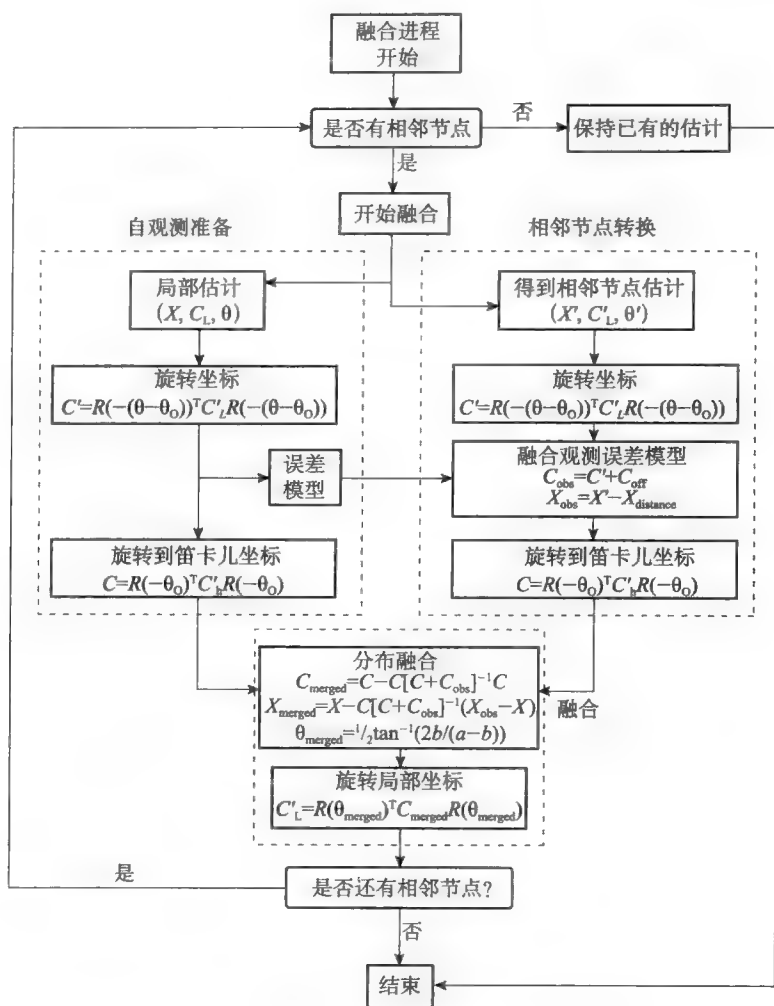 融合进程
开始
是否有相邻节点
否
保持已有的估计
是
开始融合
自观测准备
相邻节点转换
局部估计
(X, C_L, θ)
得到相邻节点估计
(X′, C′_L, θ′)
旋转坐标
C′=R(−(θ−θ_O))^T C′_L R(−(θ−θ_O))
旋转坐标
C′=R(−(θ−θ_O))^T C′_L R(−(θ−θ_O))
误差
模型
融合观测误差模型
C_obs=C′+C_off
X_obs=X′−X_distance
旋转到笛卡儿坐标
C=R(−θ_O)^T C′_h R(−θ_O)
旋转到笛卡儿坐标
C=R(−θ_O)^T C′_h R(−θ_O)
分布融合
C_merged=C−C[C+C_obs]^−1 C
X_merged=X−C[C+C_obs]^−1 (X_obs−X)
θ_merged=1/2 tan^−1(2b/(a−b))
融合
旋转局部坐标
C′_L=R(θ_merged)^T C_merged R(θ_merged)
是
是否还有相邻节点?
否
结束